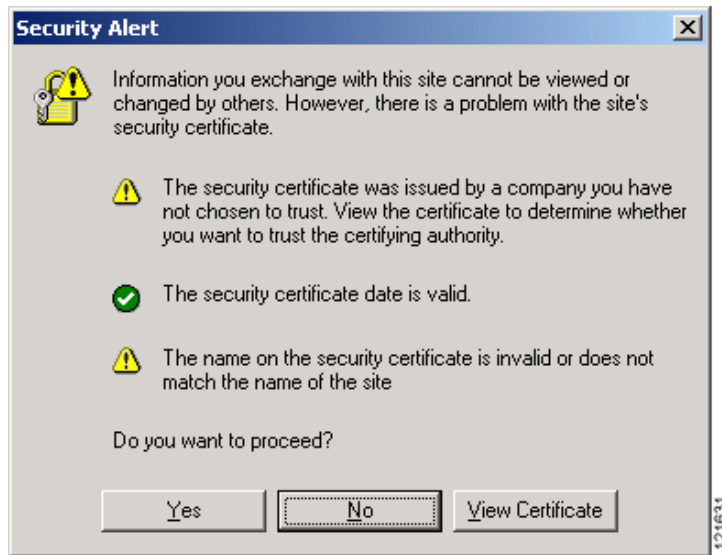 Security Alert
Information you exchange with this site cannot be viewed or
changed by others. However, there is a problem with the site's
security certificate.
The security certificate was issued by a company you have
not chosen to trust. View the certificate to determine whether
you want to trust the certifying authority.
The security certificate date is valid.
The name on the security certificate is invalid or does not
match the name of the site
Do you want to proceed?
Yes
No
View Certificate
121631